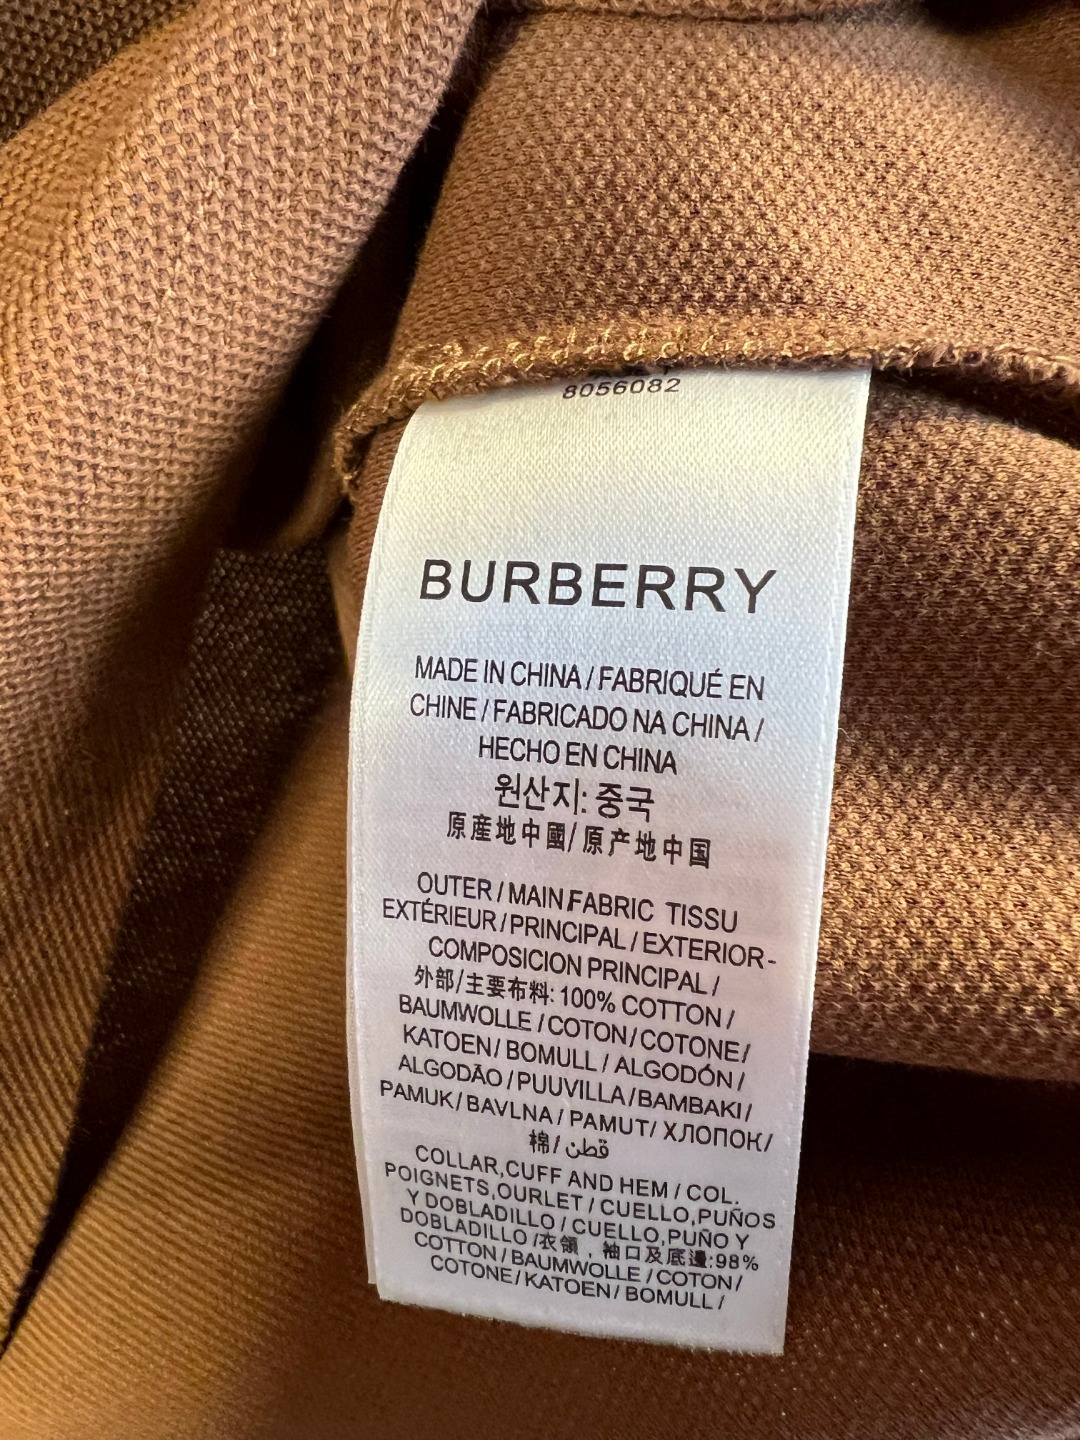 8056082
BURBERRY
MADE IN CHINA / FABRIQUÉ EN
CHINE / FABRICADO NA CHINA /
HECHO EN CHINA
원산지: 중국
原産地中國/ 原产地中国
OUTER / MAIN FABRIC TISSU
EXTÉRIEUR / PRINCIPAL / EXTERIOR-
COMPOSICION PRINCIPAL /
外部/主要布料: 100% COTTON /
BAUMWOLLE / COTON / COTONE/
KATOEN / BOMULL / ALGODÓN /
ALGODÃO / PUUVILLA / BAMBAKI /
PAMUK / BAVLNA / PAMUT / ХЛОПОК /
棉 / قطن
COLLAR,CUFF AND HEM / COL.
POIGNETS,OURLET / CUELLO,PUÑOS
Y DOBLADILLO / CUELLO,PUÑO Y
DOBLADILLO /衣領，袖口及底邊:98%
COTTON / BAUMWOLLE / COTON /
COTONE / KATOEN / BOMULL /